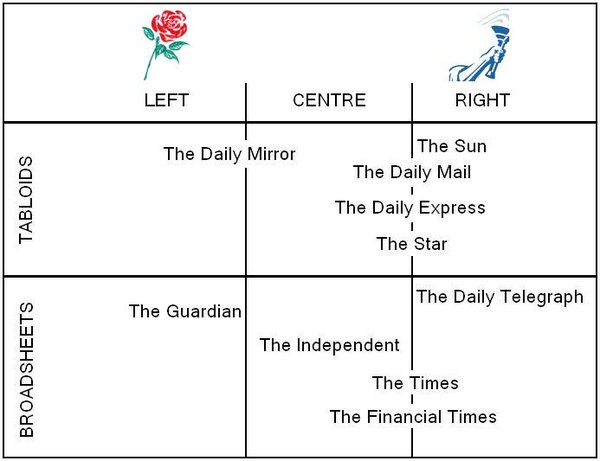 LEFT CENTRE RIGHT
TABLOIDS
The Daily Mirror
The Sun
The Daily Mail
The Daily Express
The Star
BROADSHEETS
The Daily Telegraph
The Guardian
The Independent
The Times
The Financial Times